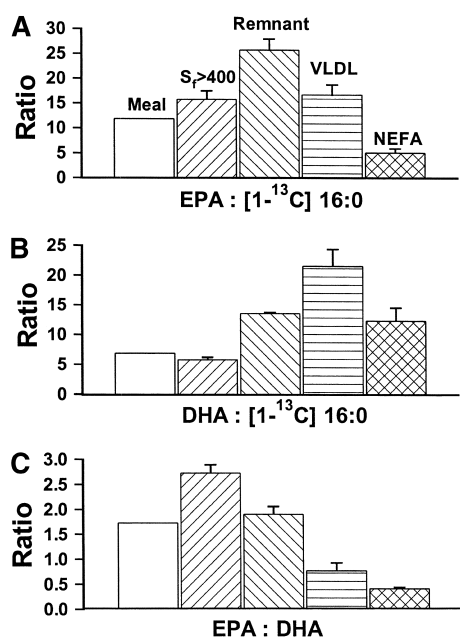 A
Ratio
30
25
20
15
10
5
0
Meal
Sf>400
Remnant
VLDL
NEFA
EPA : [1-¹³C] 16:0
B
Ratio
25
20
15
10
5
0
DHA : [1-¹³C] 16:0
C
Ratio
3.0
2.5
2.0
1.5
1.0
0.5
0.0
EPA : DHA